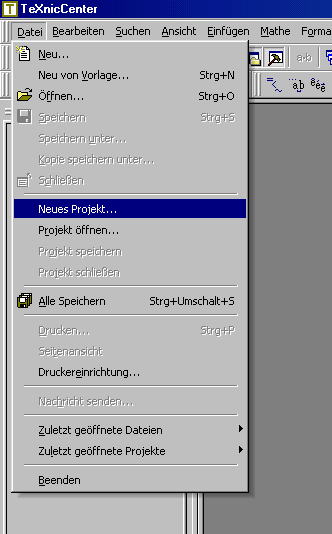 TeXnicCenter
Datei Bearbeiten Suchen Ansicht Einfügen Mathe Forma
Neu...
Neu von Vorlage... Strg+N
Öffnen... Strg+O
Speichern Strg+S
Speichern unter...
Kopie speichern unter...
Schließen
Neues Projekt...
Projekt öffnen...
Projekt speichern
Projekt schließen
Alle Speichern Strg+Umschalt+S
Drucken... Strg+P
Seitenansicht
Druckereinrichtung...
Nachricht senden...
Zuletzt geöffnete Dateien
Zuletzt geöffnete Projekte
Beenden